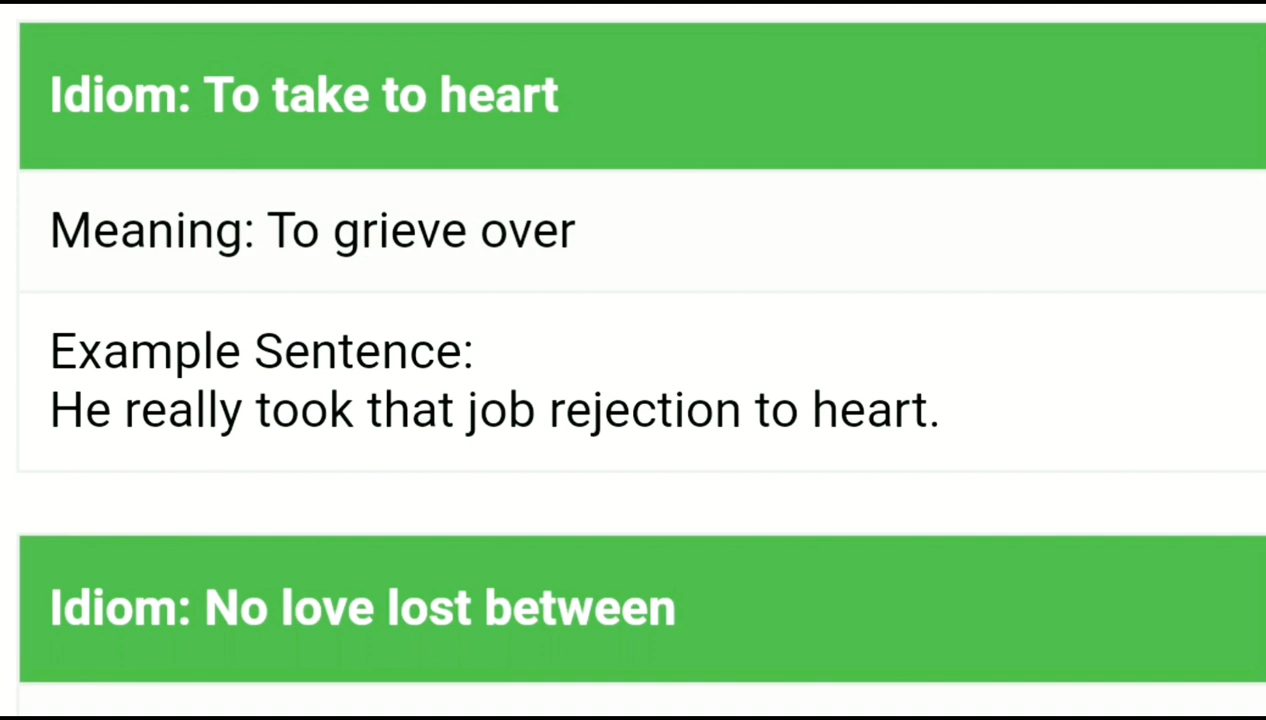 Idiom: To take to heart
Meaning: To grieve over
Example Sentence:
He really took that job rejection to heart.
Idiom: No love lost between